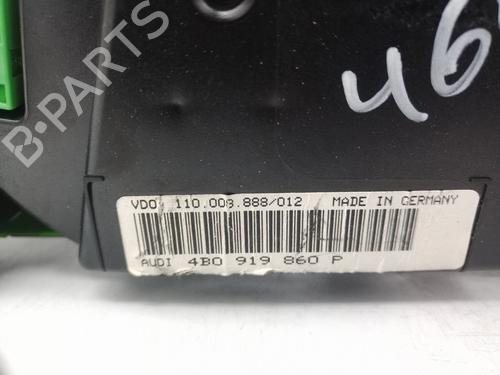 46
B-PARTS
VDO 110.008.888/012 MADE IN GERMANY
AUDI 4B0 919 860 P